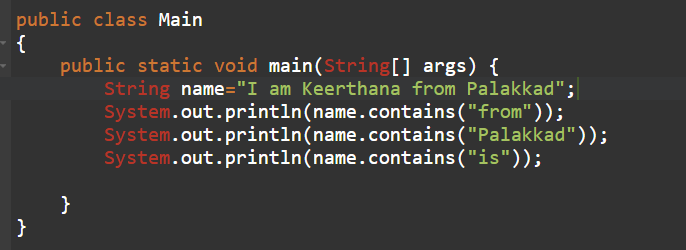 public class Main
{
    public static void main(String[] args) {
        String name="I am Keerthana from Palakkad";
        System.out.println(name.contains("from"));
        System.out.println(name.contains("Palakkad"));
        System.out.println(name.contains("is"));
    }
}